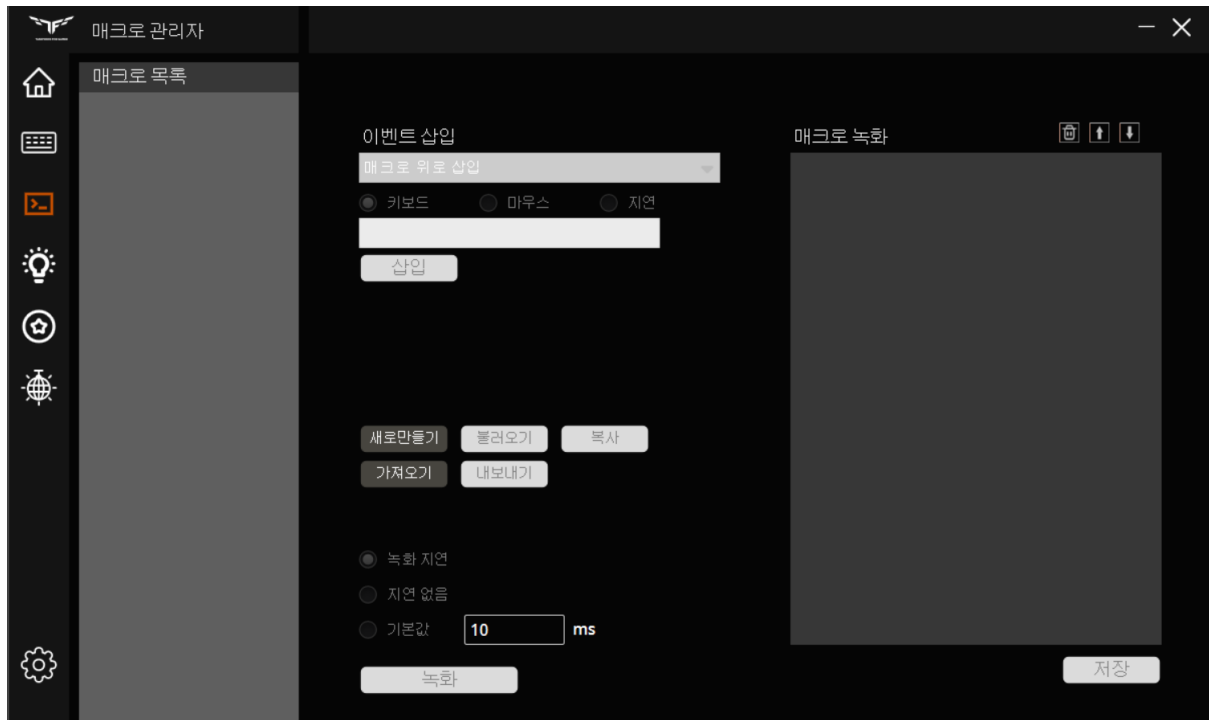 매크로 관리자
매크로 목록
이벤트 삽입
매크로 위로 삽입
키보드 마우스 지연
삽입
새로만들기 불러오기 복사
가져오기 내보내기
녹화 지연
지연 없음
기본값 10 ms
녹화
매크로 녹화
저장